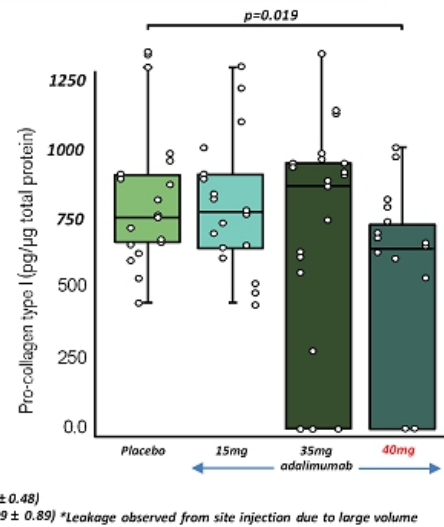 p=0.019
1250
1000
750
500
250
0.0
Pro-collagen type I (pg/µg total protein)
Placebo 15mg 35mg 40mg
adalimumab
± 0.48)
9 ± 0.89) *Leakage observed from site injection due to large volume